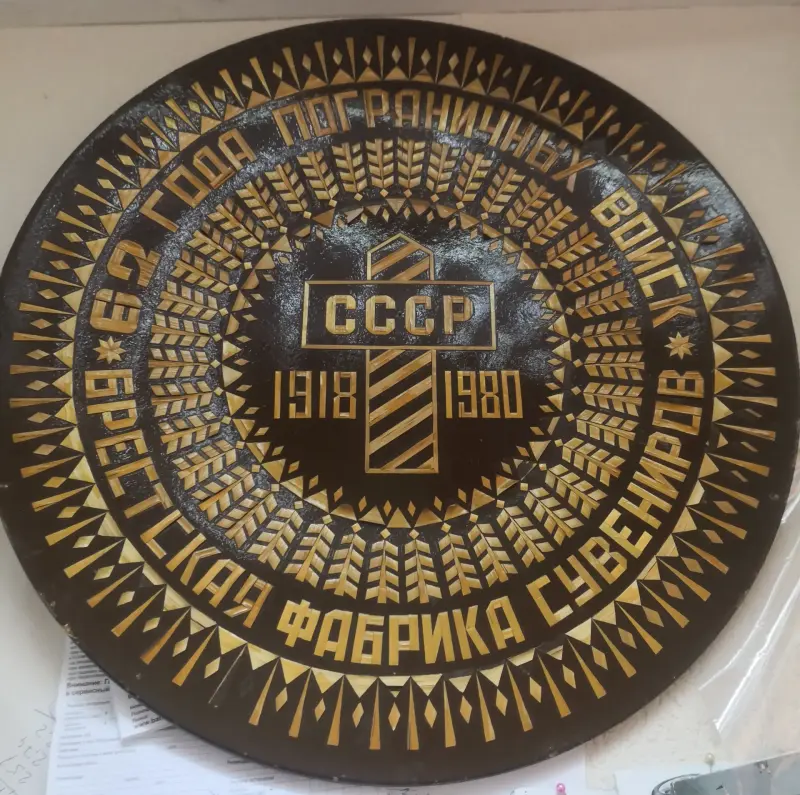 62 ГОДА ПОГРАНИЧНЫХ ВОЙСК
СССР
1918 1980
БРЕСТСКАЯ ФАБРИКА СУВЕНИРОВ